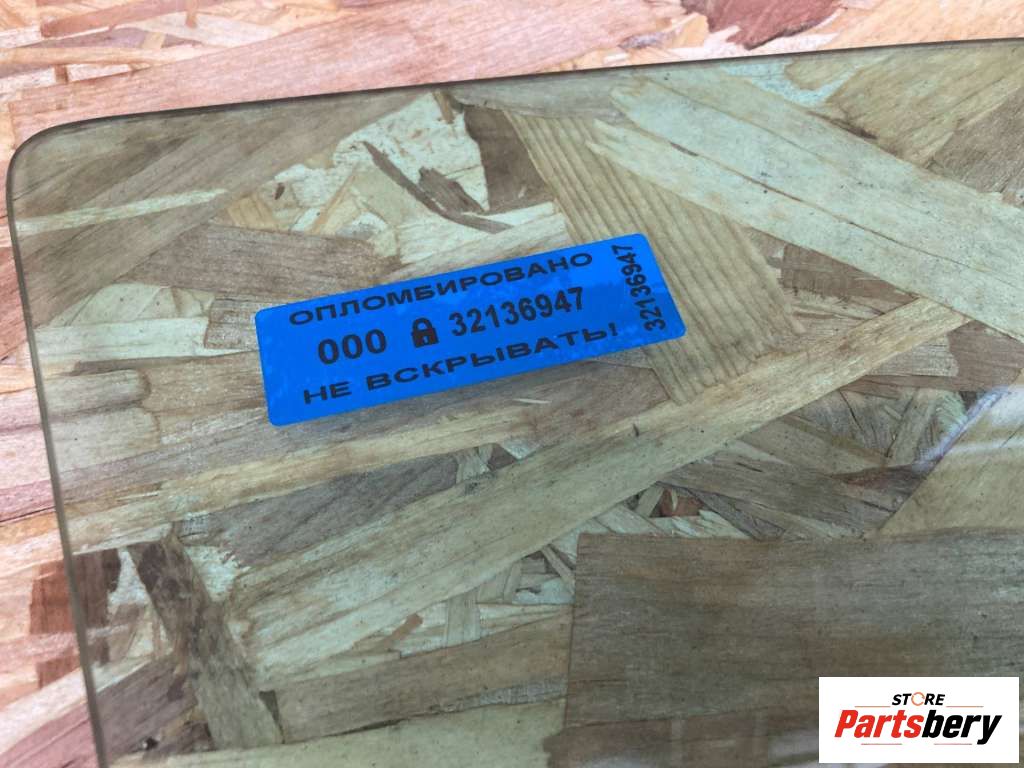 ОПЛОМБИРОВАНО
000 32136947
НЕ ВСКРЫВАТЬ!
32136947
STORE
Partsbery